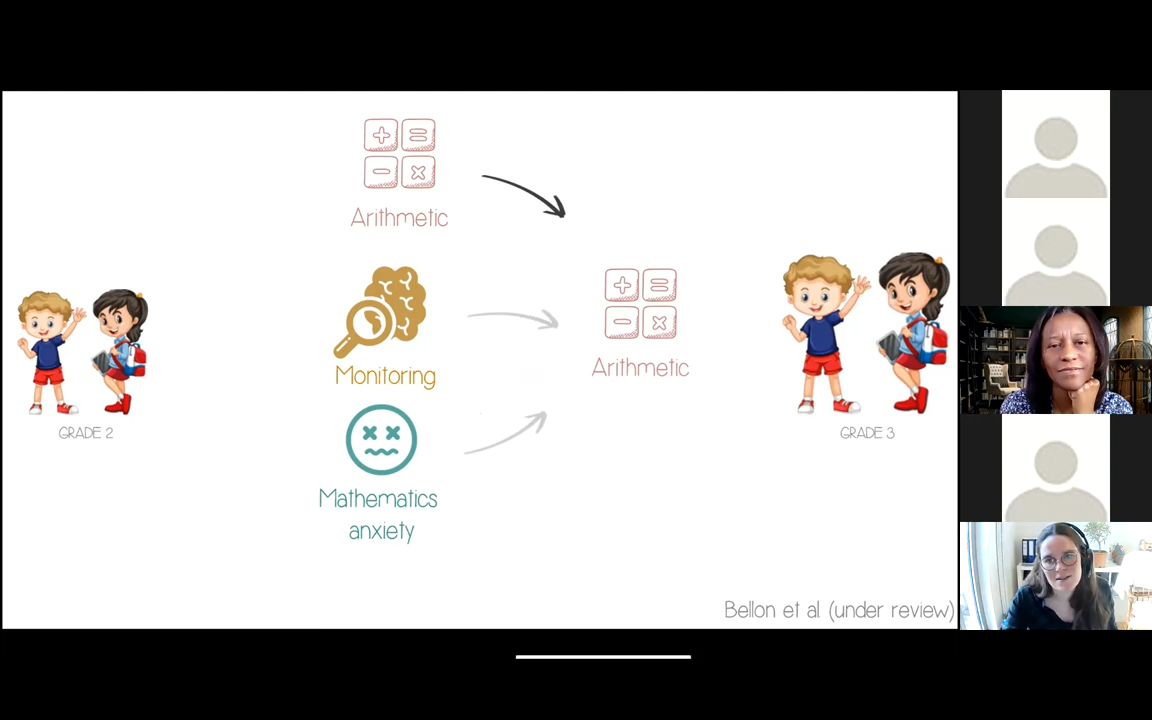 Arithmetic
Monitoring
Arithmetic
GRADE 2
GRADE 3
Mathematics
anxiety
Bellon et al. (under review)